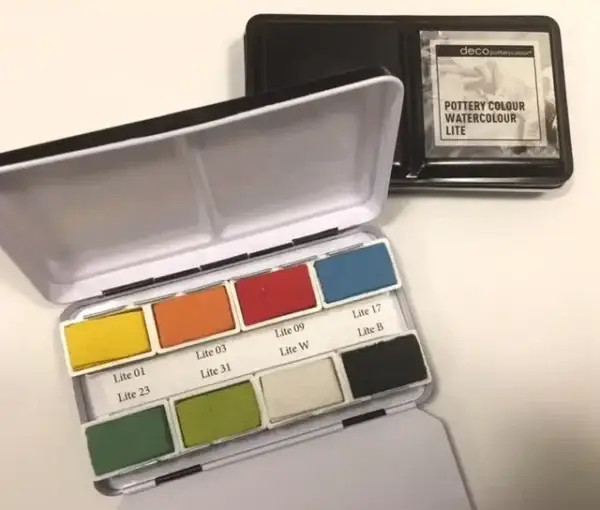 deco potterycolour
POTTERY COLOUR
WATERCOLOUR
LITE
Lite 01
Lite 03
Lite 09
Lite 17
Lite 23
Lite 31
Lite W
Lite B